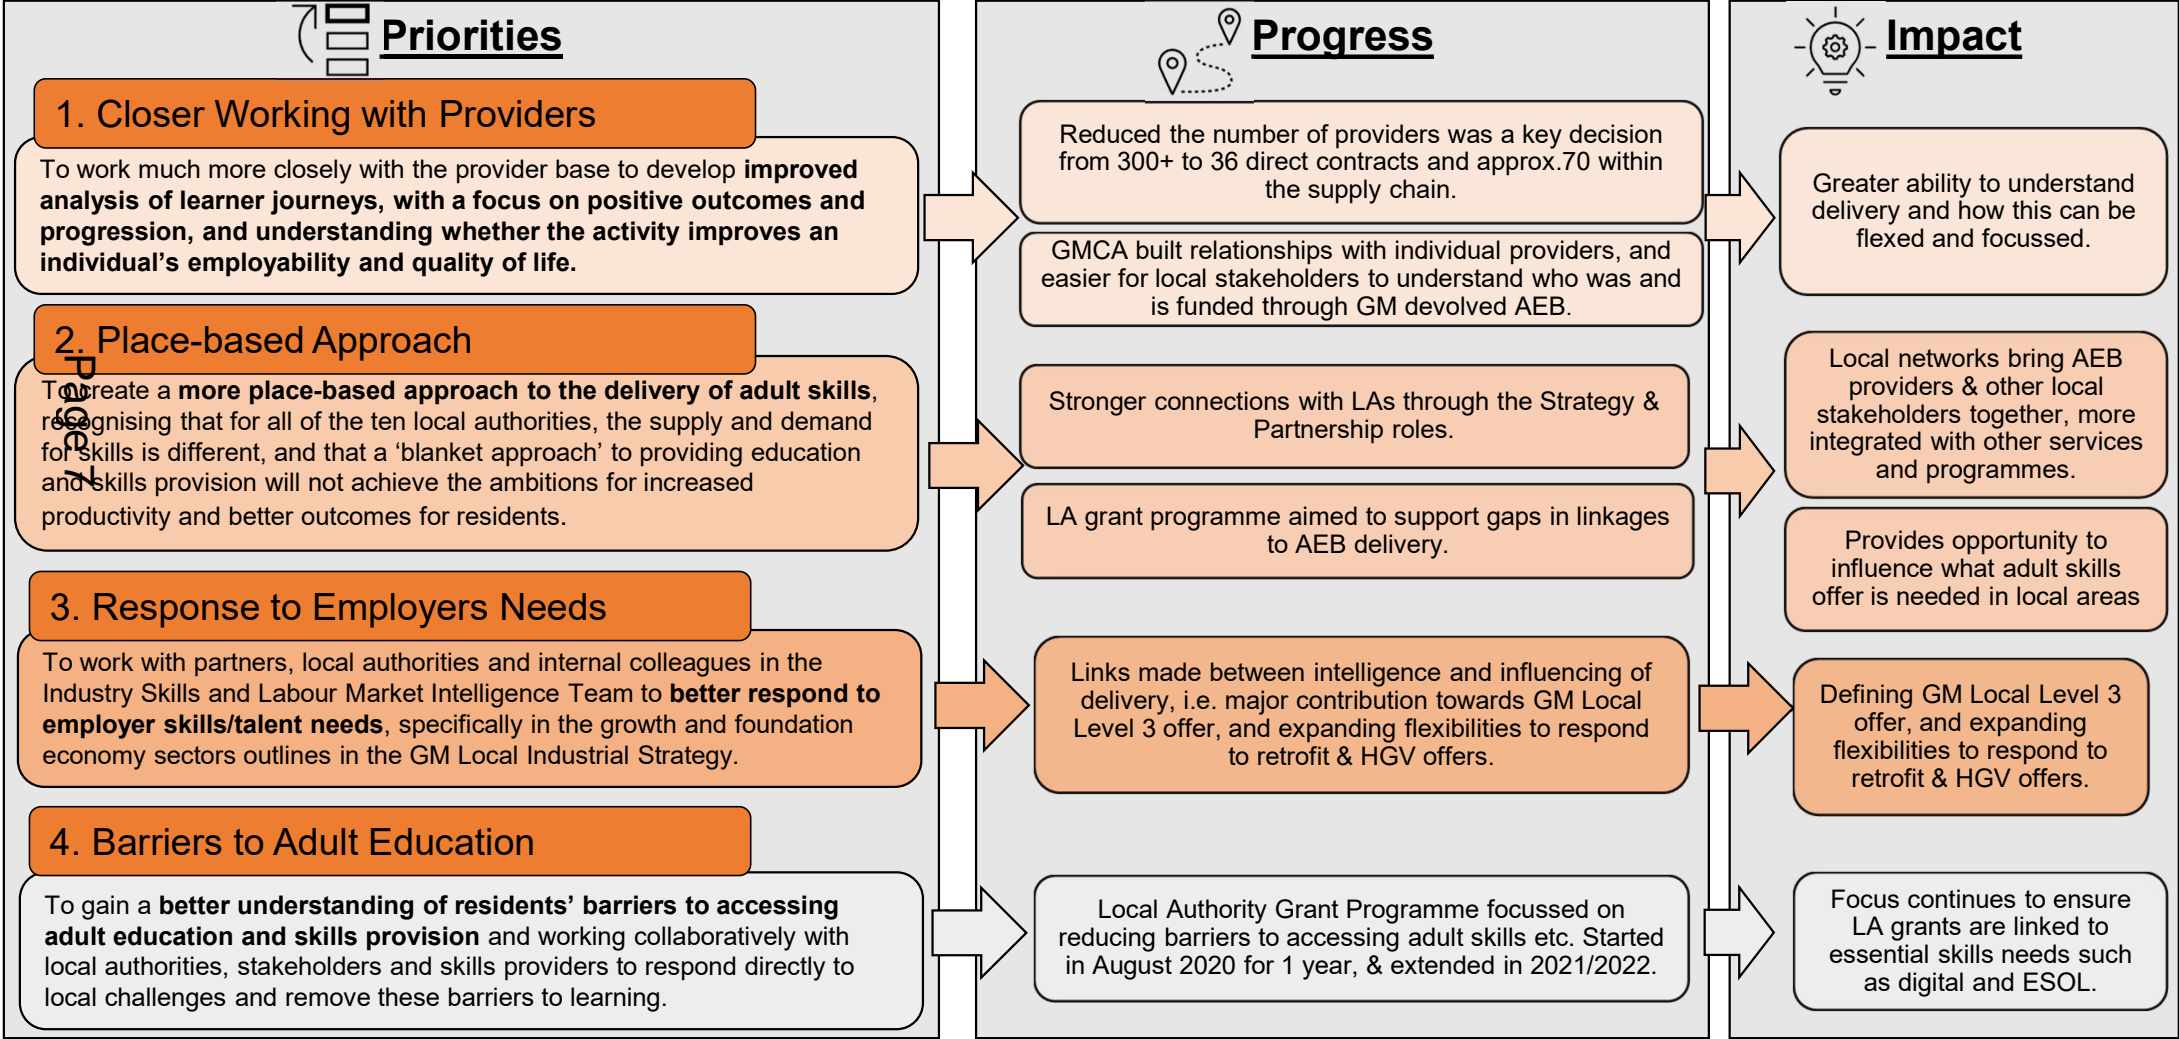 Priorities
1. Closer Working with Providers
To work much more closely with the provider base to develop improved
analysis of learner journeys, with a focus on positive outcomes and
progression, and understanding whether the activity improves an
individual’s employability and quality of life.
2. Place-based Approach
To create a more place-based approach to the delivery of adult skills,
recognising that for all of the ten local authorities, the supply and demand
for skills is different, and that a ‘blanket approach’ to providing education
and skills provision will not achieve the ambitions for increased
productivity and better outcomes for residents.
Page 7
3. Response to Employers Needs
To work with partners, local authorities and internal colleagues in the
Industry Skills and Labour Market Intelligence Team to better respond to
employer skills/talent needs, specifically in the growth and foundation
economy sectors outlines in the GM Local Industrial Strategy.
4. Barriers to Adult Education
To gain a better understanding of residents’ barriers to accessing
adult education and skills provision and working collaboratively with
local authorities, stakeholders and skills providers to respond directly to
local challenges and remove these barriers to learning.
Progress
Reduced the number of providers was a key decision
from 300+ to 36 direct contracts and approx.70 within
the supply chain.
GMCA built relationships with individual providers, and
easier for local stakeholders to understand who was and
is funded through GM devolved AEB.
Stronger connections with LAs through the Strategy &
Partnership roles.
LA grant programme aimed to support gaps in linkages
to AEB delivery.
Links made between intelligence and influencing of
delivery, i.e. major contribution towards GM Local
Level 3 offer, and expanding flexibilities to respond
to retrofit & HGV offers.
Local Authority Grant Programme focussed on
reducing barriers to accessing adult skills etc. Started
in August 2020 for 1 year, & extended in 2021/2022.
Impact
Greater ability to understand
delivery and how this can be
flexed and focussed.
Local networks bring AEB
providers & other local
stakeholders together, more
integrated with other services
and programmes.
Provides opportunity to
influence what adult skills
offer is needed in local areas
Defining GM Local Level 3
offer, and expanding
flexibilities to respond to
retrofit & HGV offers.
Focus continues to ensure
LA grants are linked to
essential skills needs such
as digital and ESOL.